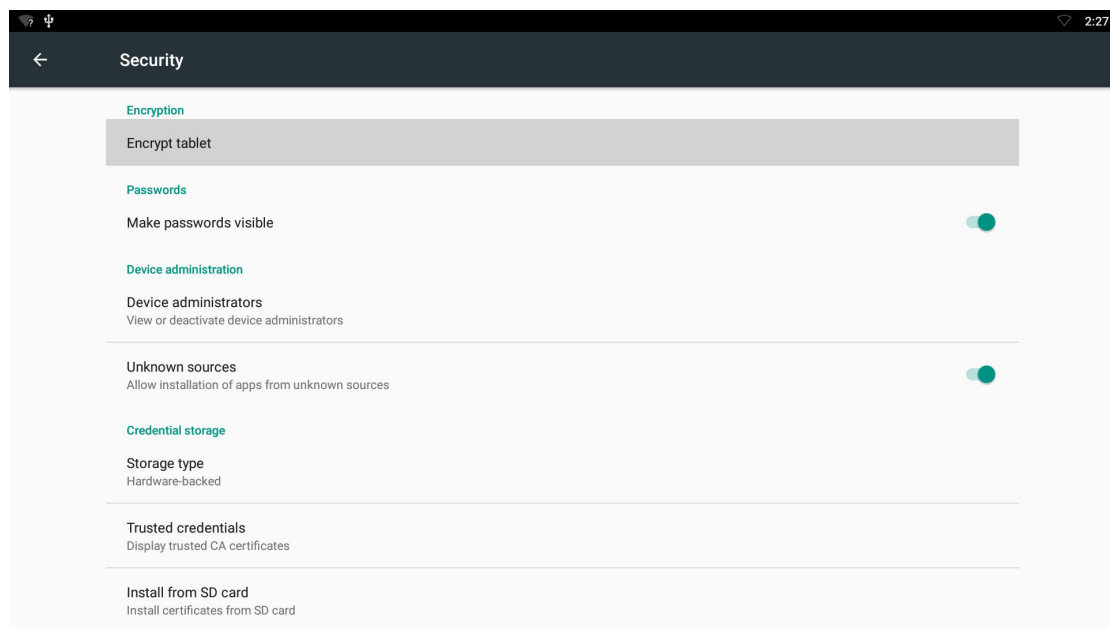 2:27
Security
Encryption
Encrypt tablet
Passwords
Make passwords visible
Device administration
Device administrators
View or deactivate device administrators
Unknown sources
Allow installation of apps from unknown sources
Credential storage
Storage type
Hardware-backed
Trusted credentials
Display trusted CA certificates
Install from SD card
Install certificates from SD card